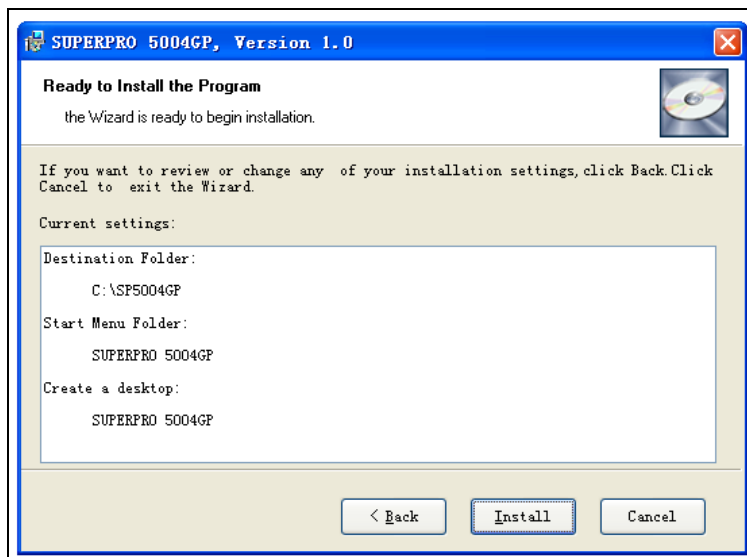 SUPERPRO 5004GP, Version 1.0
Ready to Install the Program
the Wizard is ready to begin installation.
If you want to review or change any  of your installation settings, click Back. Click
Cancel to  exit the Wizard.
Current settings:
Destination Folder:
C:\SP5004GP
Start Menu Folder:
SUPERPRO 5004GP
Create a desktop:
SUPERPRO 5004GP
< Back
Install
Cancel